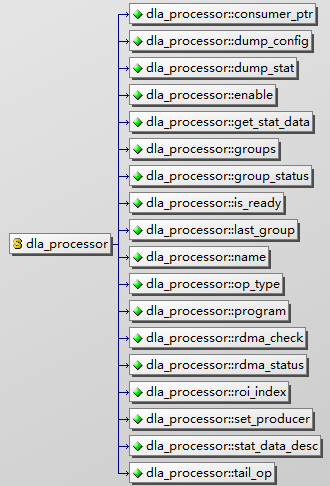 dla_processor::consumer_ptr
dla_processor::dump_config
dla_processor::dump_stat
dla_processor::enable
dla_processor::get_stat_data
dla_processor::groups
dla_processor::group_status
dla_processor::is_ready
dla_processor::last_group
S dla_processor
dla_processor::name
dla_processor::op_type
dla_processor::program
dla_processor::rdma_check
dla_processor::rdma_status
dla_processor::roi_index
dla_processor::set_producer
dla_processor::stat_data_desc
dla_processor::tail_op